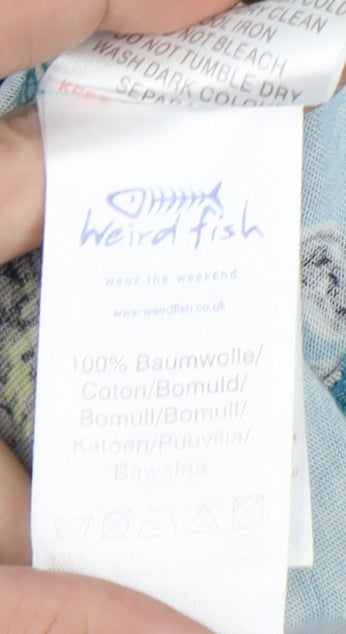 CLEAN
COOL IRON
DO NOT BLEACH
DO NOT TUMBLE DRY
WASH DARK COLOURS
KEEP
weird fish
wear the weekend
www.weirdfish.co.uk
100% Baumwolle/
Coton/Bomuld/
Bomull/Bomull/
Katoen/Puuvilla/
Bawełna